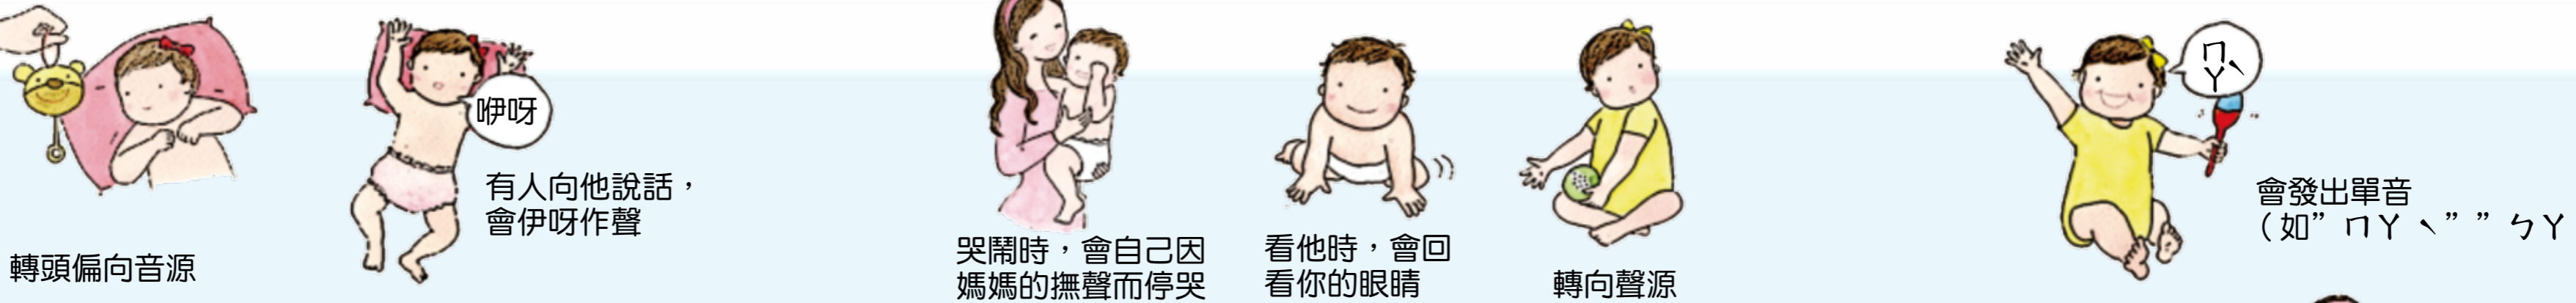 轉頭偏向音源
咿呀
有人向他說話，
會伊呀作聲
哭鬧時，會自己因
媽媽的撫聲而停哭
看他時，會回
看你的眼睛
轉向聲源
ㄇㄚˋ
會發出單音
（如”ㄇㄚˋ””ㄅㄚ